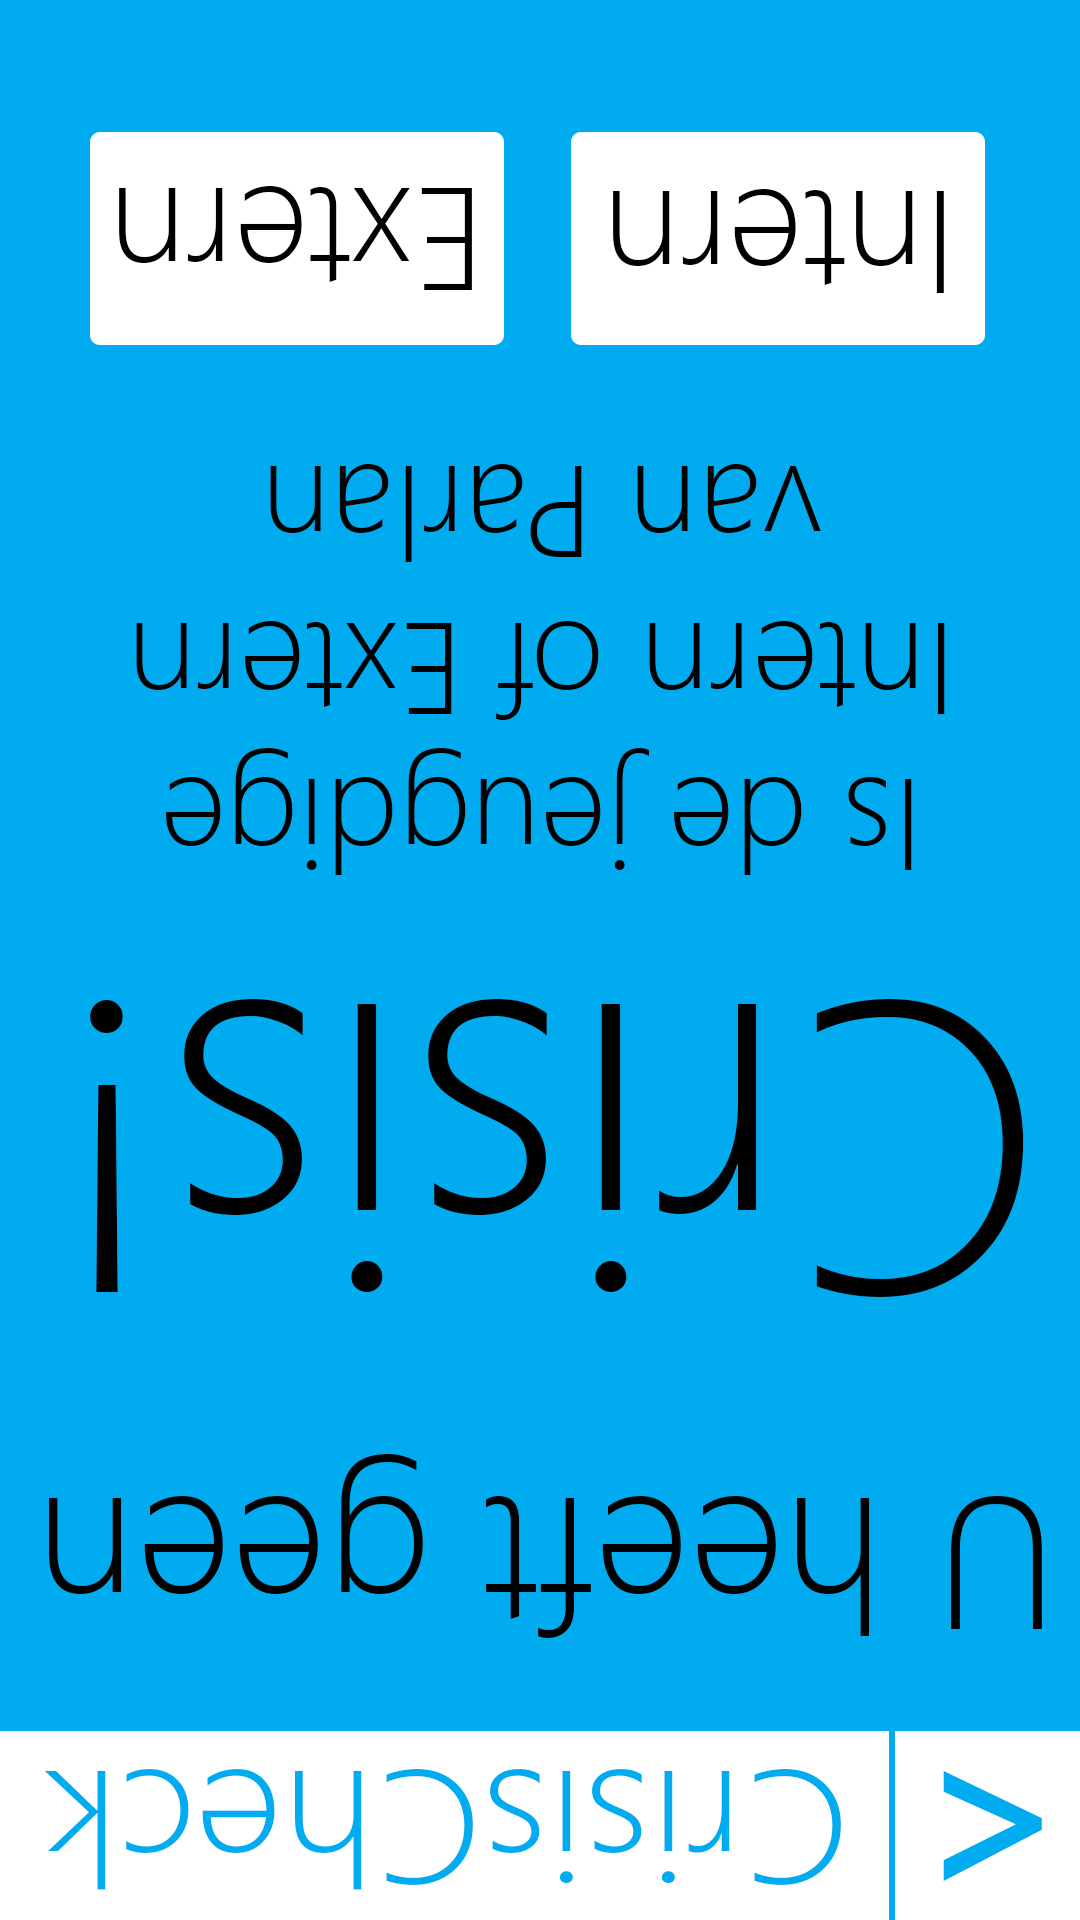 < CrisisCheck
U heeft geen
Crisis!
Is de jeugdige
Intern of Extern
van Parlan
Intern Extern